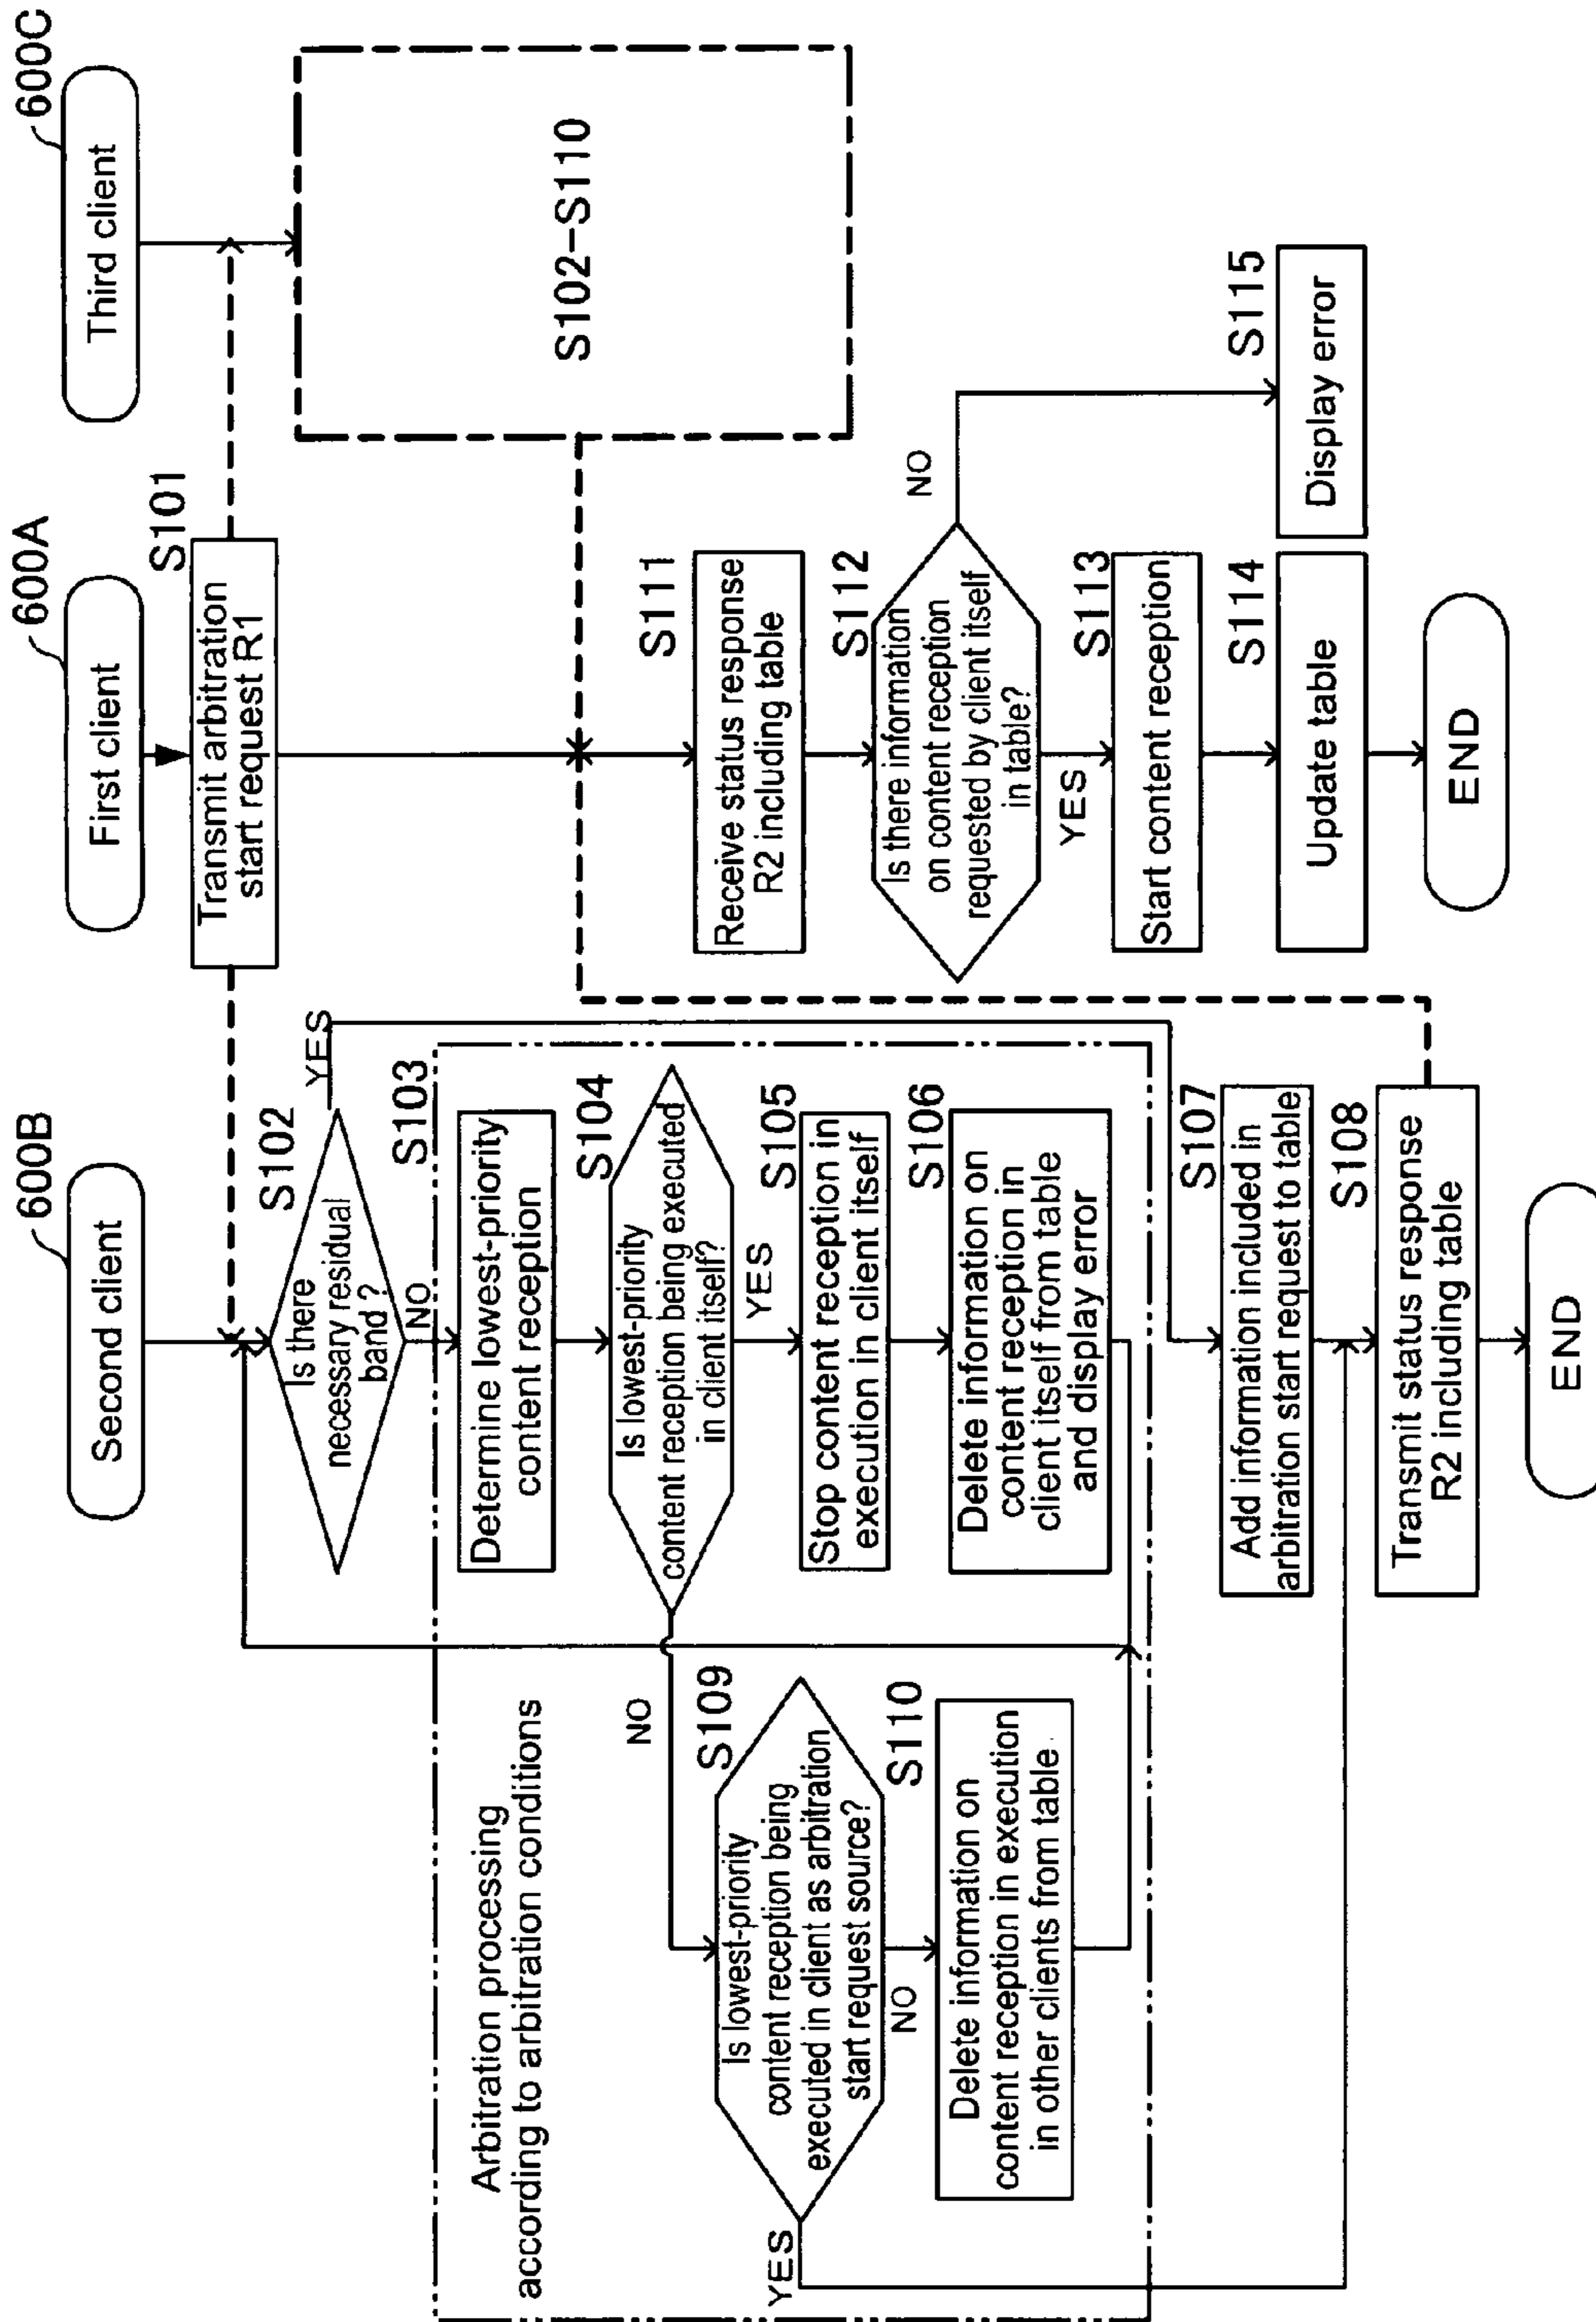 600B
Second client
S102
Is there
necessary residual
band?
YES
NO
S103
Determine lowest-priority
content reception
S104
Is lowest-priority
content reception being executed
in client itself?
YES
NO
S105
Stop content reception in
execution in client itself
S106
Delete information on
content reception in
client itself from table
and display error
Arbitration processing
according to arbitration conditions
S109
Is lowest-priority
content reception being
executed in client as arbitration
start request source?
YES
NO
S110
Delete information on
content reception in execution
in other clients from table
S107
Add information included in
arbitration start request to table
S108
Transmit status response
R2 including table
END
600A
First client
S101
Transmit arbitration
start request R1
S111
Receive status response
R2 including table
S112
Is there information
on content reception
requested by client itself
in table?
YES
NO
S113
Start content reception
S114
Update table
END
S115
Display error
600C
Third client
S102-S110